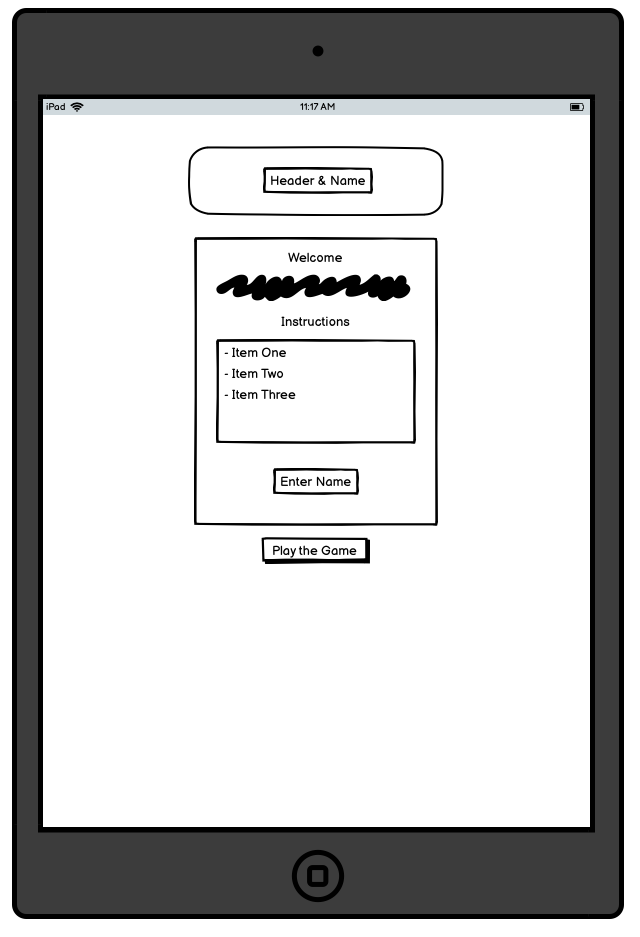 iPad 11:17 AM
Header & Name
Welcome
Instructions
- Item One
- Item Two
- Item Three
Enter Name
Play the Game